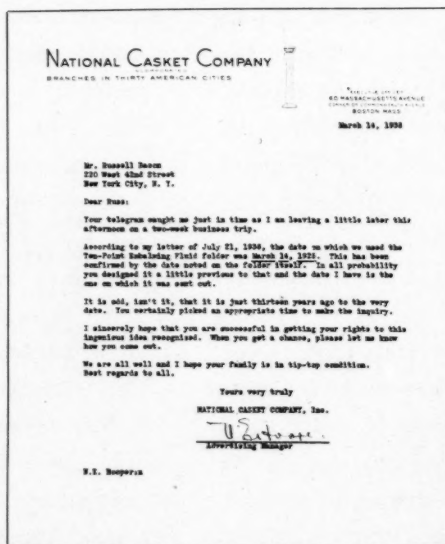 NATIONAL CASKET COMPANY
BRANCHES IN THIRTY AMERICAN CITIES
EXECUTIVE OFFICES
60 MASSACHUSETTS AVENUE
CORNER OF COMMONWEALTH AVENUE
BOSTON MASS
March 14, 1938
Mr. Russell Bacon
220 West 42nd Street
New York City, N. Y.
Dear Russ:
Your telegram caught me just in time as I am leaving a little later this
afternoon on a two-week business trip.
According to my letter of July 21, 1936, the date on which we used the
Two-Point Embalming Fluid folder was March 14, 1925. This has been
confirmed by the date noted on the folder itself. In all probability
you designed it a little previous to that and the date I have is the
one on which it was sent out.
It is odd, isn't it, that it is just thirteen years ago to the very
date. You certainly picked an appropriate time to make the inquiry.
I sincerely hope that you are successful in getting your rights to this
ingenious idea recognized. When you get a chance, please let me know
how you come out.
We are all well and I hope your family is in tip-top condition.
Best regards to all.
Yours very truly
NATIONAL CASKET COMPANY, Inc.
Advertising Manager